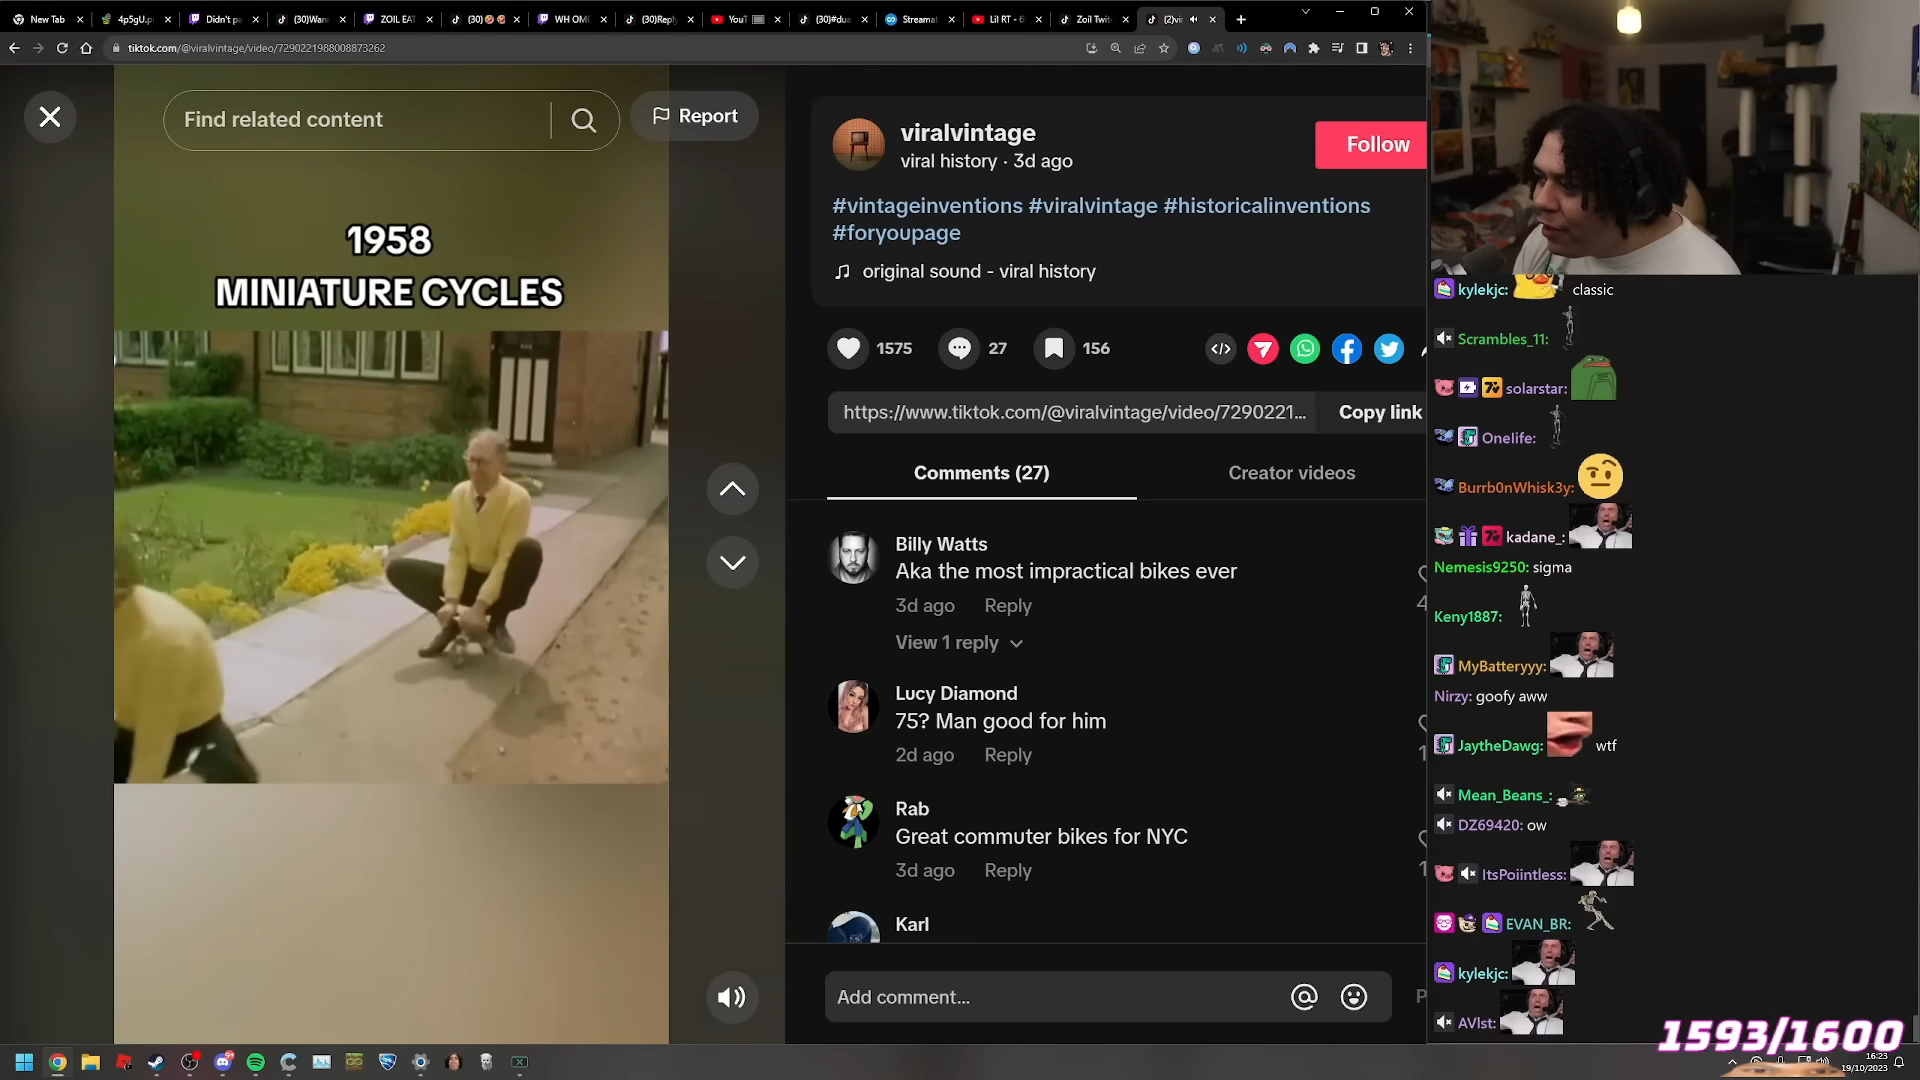 New Tab
4p5gU.p
Didn't pa
(30)Wan
ZOIL EAT
(30)
WH OME
(30)Reply
YouT
(30)#dua
Streama
Lil RT - 6
Zoil Twit
(2)vi
tiktok.com/@viralvintage/video/7290221988008873262
Find related content
Report
1958
MINIATURE CYCLES
viralvintage
viral history · 3d ago
Follow
#vintageinventions #viralvintage #historicalinventions
#foryoupage
original sound - viral history
1575
27
156
https://www.tiktok.com/@viralvintage/video/7290221...
Copy link
Comments (27)
Creator videos
Billy Watts
Aka the most impractical bikes ever
3d ago Reply
View 1 reply
Lucy Diamond
75? Man good for him
2d ago Reply
Rab
Great commuter bikes for NYC
3d ago Reply
Karl
Add comment...
kylekjc: classic
Scrambles_11:
solarstar:
Onelife:
Burrb0nWhisk3y:
kadane_:
Nemesis9250: sigma
Keny1887:
MyBatteryyy:
Nirzy: goofy aww
JaytheDawg: wtf
Mean_Beans_:
DZ69420: ow
ItsPoiintless:
EVAN_BR:
kylekjc:
AVlst:
1593/1600
16:23
19/10/2023